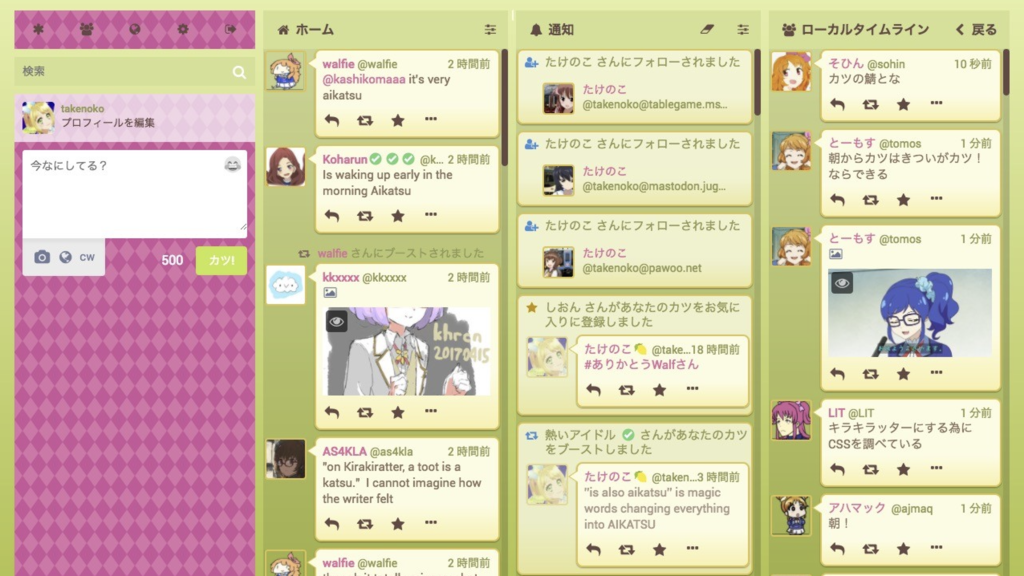 検索
takenoko
プロフィールを編集
今なにしてる？
CW
500
カツ!
ホーム
walfie @walfie 2 時間前
@kashikomaaa it's very
aikatsu
Koharun @k... 2 時間前
Is waking up early in the
morning Aikatsu
walfie さんにブーストされました
kkxxxx @kkxxxx 2 時間前
khren
20170415
AS4KLA @as4kla 2 時間前
"on Kirakiratter, a toot is a
katsu." I cannot imagine how
the writer felt
walfie @walfie 2 時間前
通知
たけのこ さんにフォローされました
たけのこ
@takenoko@tablegame.ms...
たけのこ さんにフォローされました
たけのこ
@takenoko@mastodon.jug...
たけのこ さんにフォローされました
たけのこ
@takenoko@pawoo.net
しおん さんがあなたのカツをお気に
入りに登録しました
たけのこ🍋 @take...18 時間前
#ありかとうWalfさん
熱いアイドル ✅ さんがあなたのカツ
をブーストしました
たけのこ🍋 @taken...3 時間前
"is also aikatsu" is magic
words changing everything
into AIKATSU
ローカルタイムライン
戻る
そひん @sohin 10 秒前
カツの鯖とな
とーもす @tomos 1 分前
朝からカツはきついがカツ！
ならできる
とーもす @tomos 1 分前
LIT @LIT 1 分前
キラキラッターにする為に
CSSを調べている
アハマック @ajmaq 1 分前
朝！